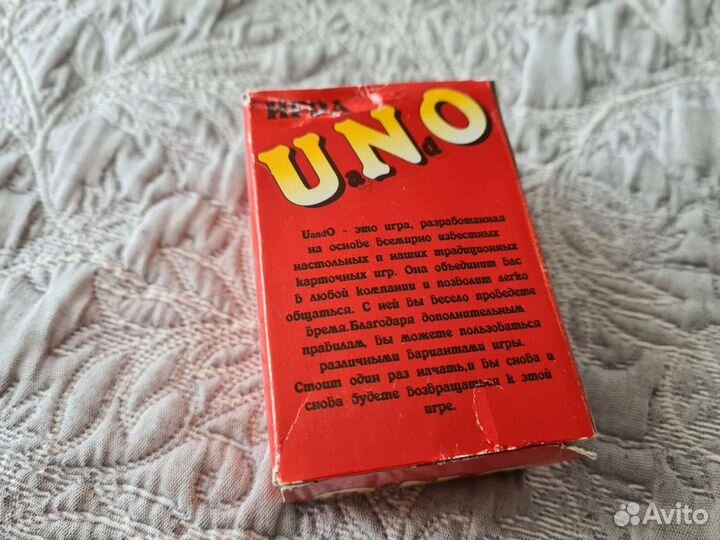 ИГРА
UaNdO
UandO - это игра, разработанная
на основе всемирно известных
настольных и наших традиционных
карточных игр. Она объединит вас
в любой компании и позволит легко
общаться. С ней вы весело проведете
время.Благодаря дополнительным
правилам, вы можете пользоваться
различными вариантами игры.
Стоит один раз начать,и вы снова и
снова будете возвращаться к этой
игре.
Avito